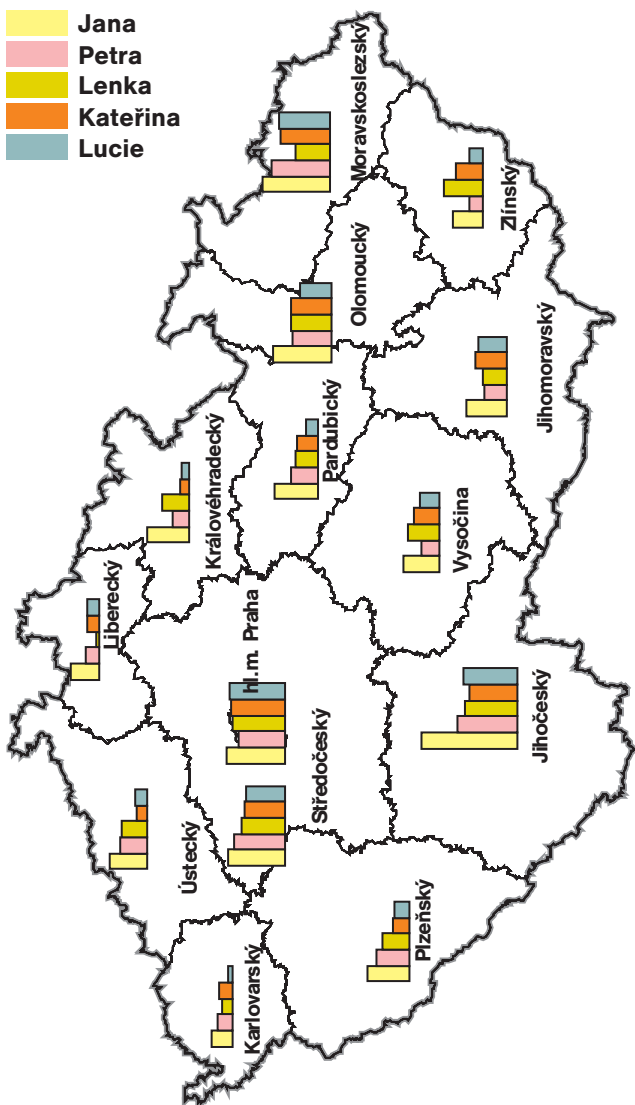 Jana
Petra
Lenka
Kateřina
Lucie
Moravskoslezský
Zlínský
Olomoucký
Jihomoravský
Pardubický
Královéhradecký
Vysočina
Liberecký
hl.m. Praha
Středočeský
Jihočeský
Ústecký
Plzeňský
Karlovarský